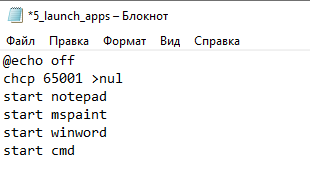 *5_launch_apps – Блокнот
Файл Правка Формат Вид Справка
@echo off
chcp 65001 >nul
start notepad
start mspaint
start winword
start cmd